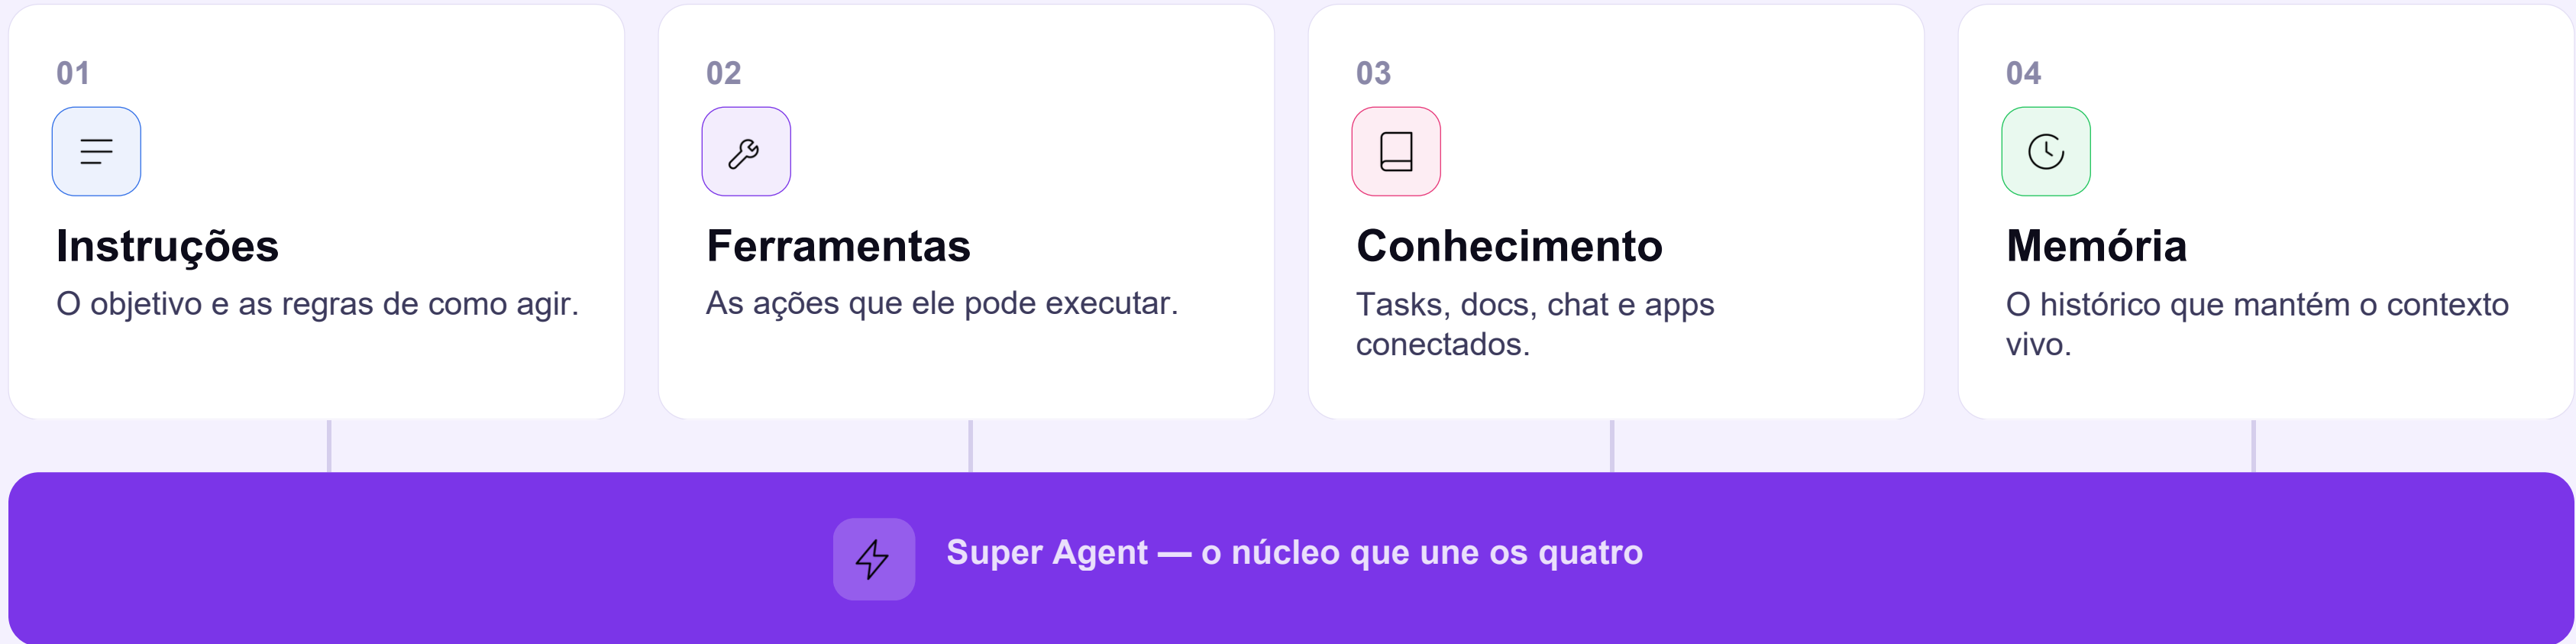 01
Instruções
O objetivo e as regras de como agir.
02
Ferramentas
As ações que ele pode executar.
03
Conhecimento
Tasks, docs, chat e apps
conectados.
04
Memória
O histórico que mantém o contexto
vivo.
Super Agent — o núcleo que une os quatro